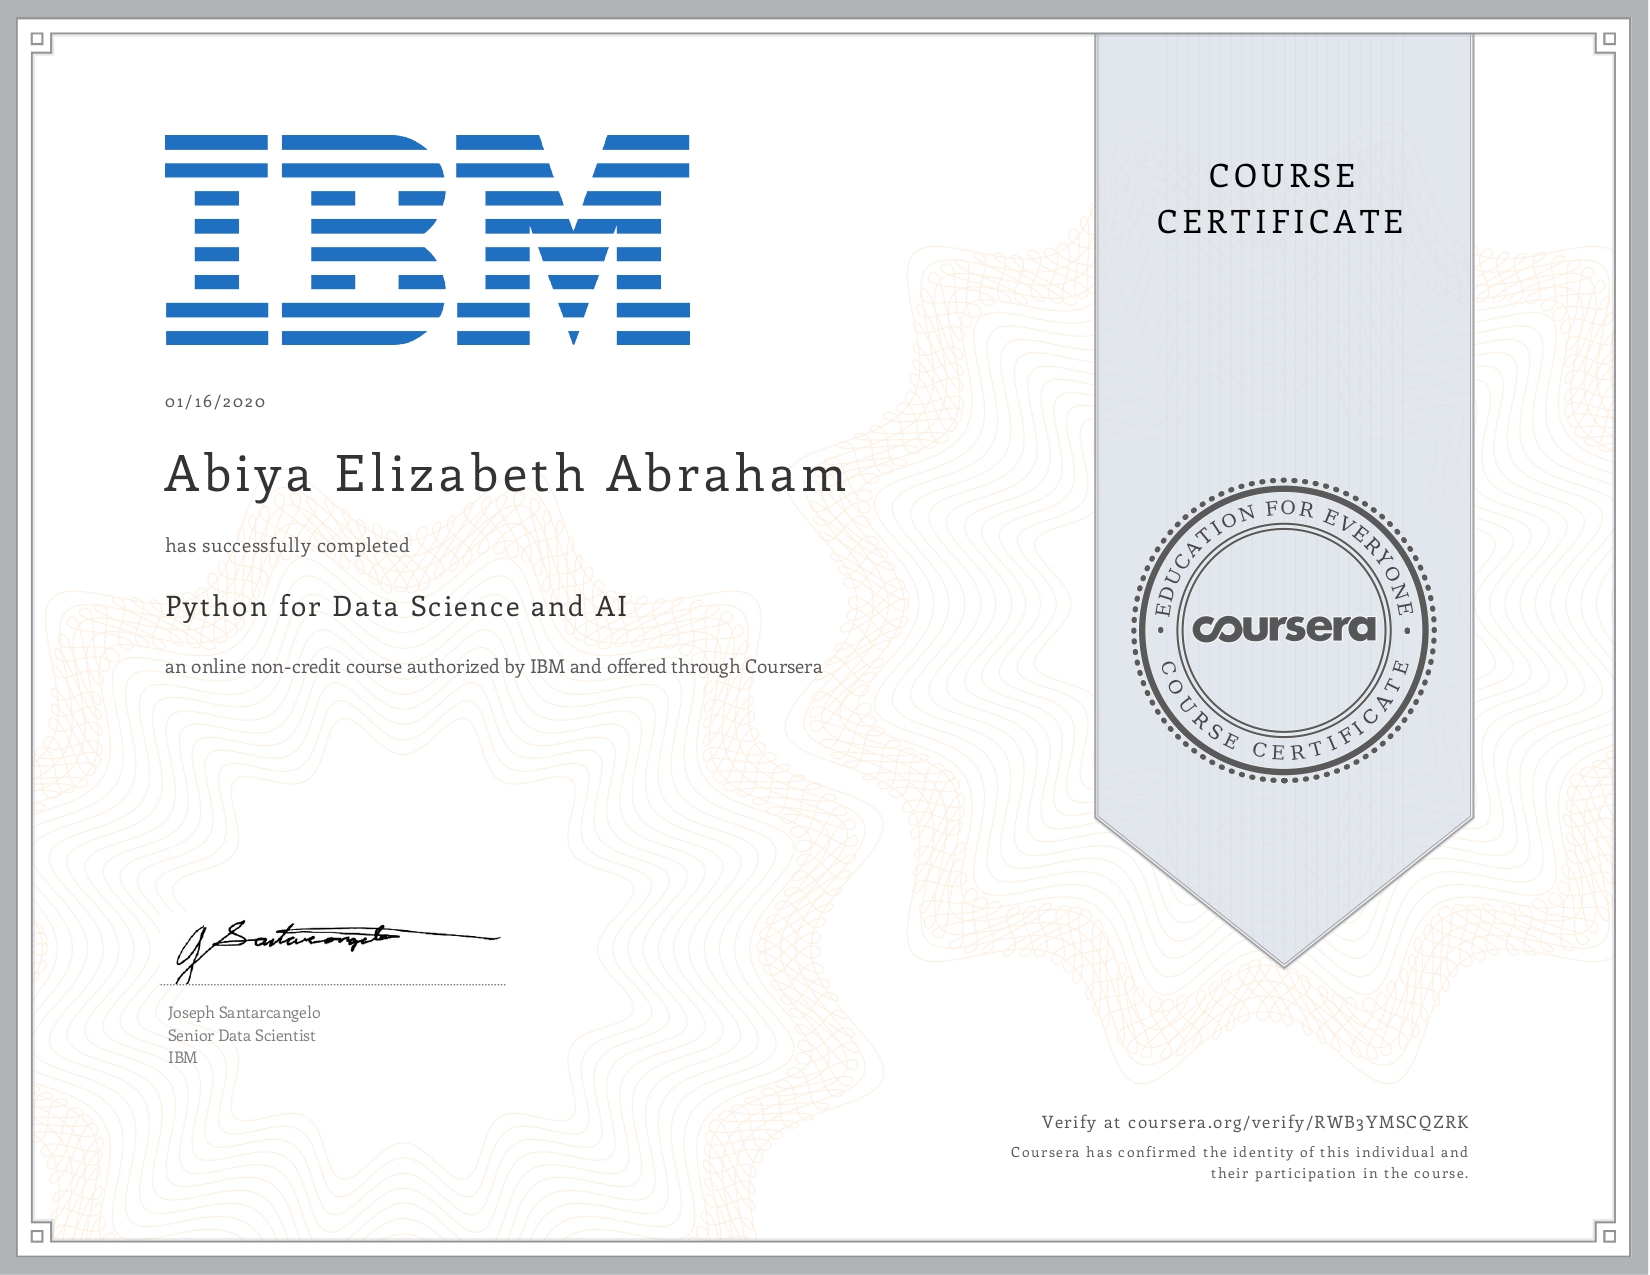 IBM
COURSE
CERTIFICATE
01/16/2020
Abiya Elizabeth Abraham
has successfully completed
Python for Data Science and AI
an online non-credit course authorized by IBM and offered through Coursera
EDUCATION FOR EVERYONE
coursera
COURSE CERTIFICATE
J Santarcangelo
Joseph Santarcangelo
Senior Data Scientist
IBM
Verify at coursera.org/verify/RWB3YMSCQZRK
Coursera has confirmed the identity of this individual and
their participation in the course.